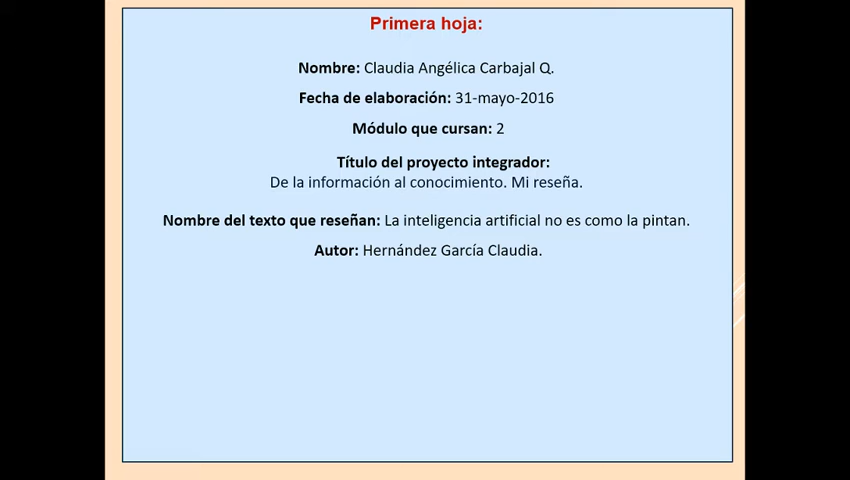 Primera hoja:
Nombre: Claudia Angélica Carbajal Q.
Fecha de elaboración: 31-mayo-2016
Módulo que cursan: 2
Título del proyecto integrador:
De la información al conocimiento. Mi reseña.
Nombre del texto que reseñan: La inteligencia artificial no es como la pintan.
Autor: Hernández García Claudia.